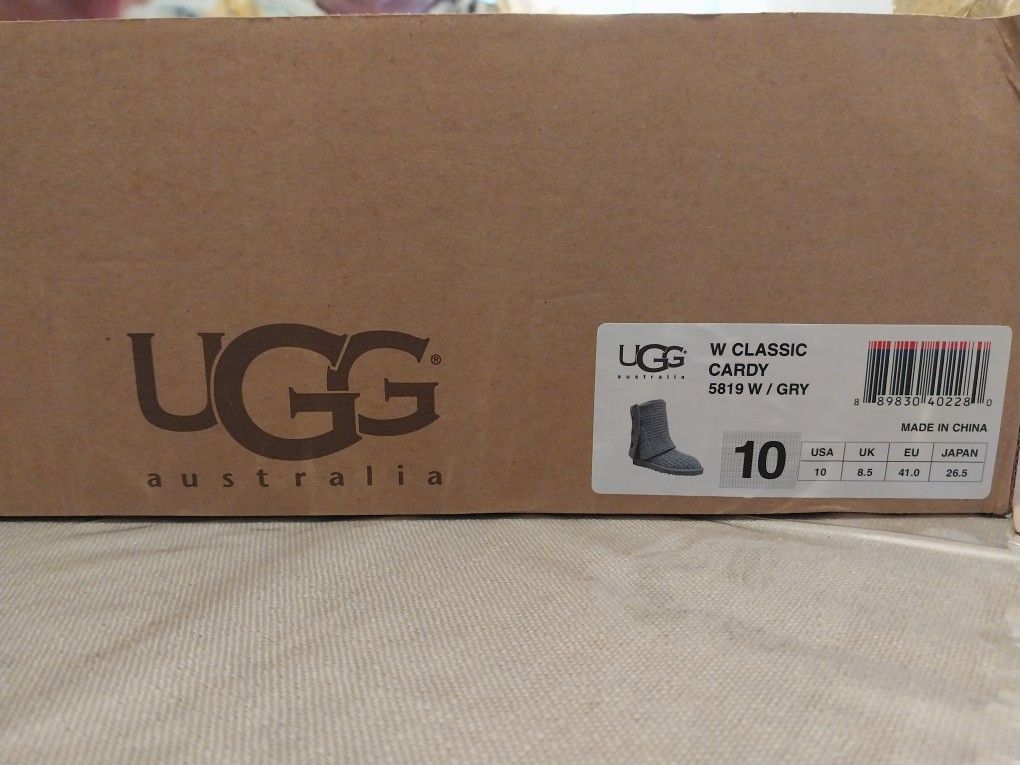 UGG®
australia
UGG®
australia
W CLASSIC
CARDY
5819 W / GRY
8 89830 40228 0
MADE IN CHINA
10
USA UK EU JAPAN
10 8.5 41.0 26.5